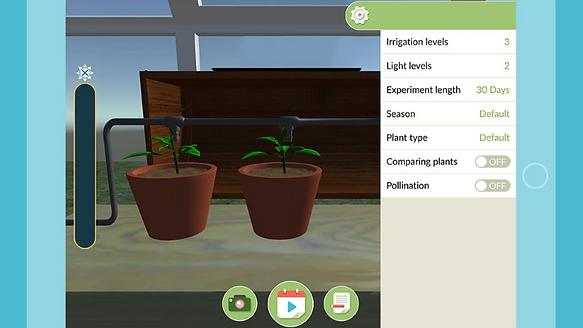 Irrigation levels 3
Light levels 2
Experiment length 30 Days
Season Default
Plant type Default
Comparing plants OFF
Pollination OFF